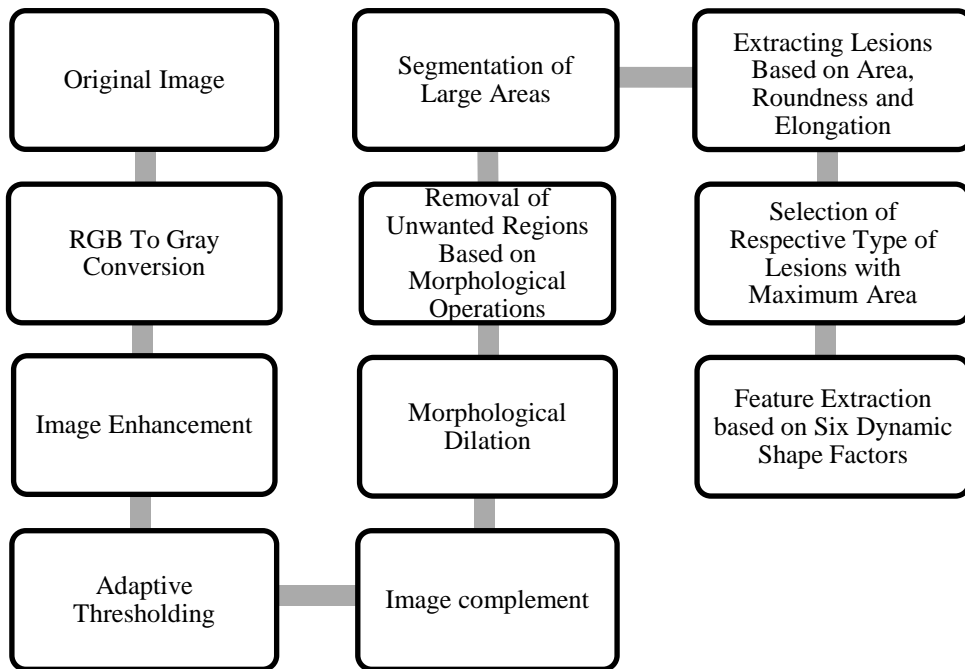 Original Image
RGB To Gray
Conversion
Image Enhancement
Adaptive
Thresholding
Image complement
Morphological
Dilation
Removal of
Unwanted Regions
Based on
Morphological
Operations
Segmentation of
Large Areas
Extracting Lesions
Based on Area,
Roundness and
Elongation
Selection of
Respective Type of
Lesions with
Maximum Area
Feature Extraction
based on Six Dynamic
Shape Factors